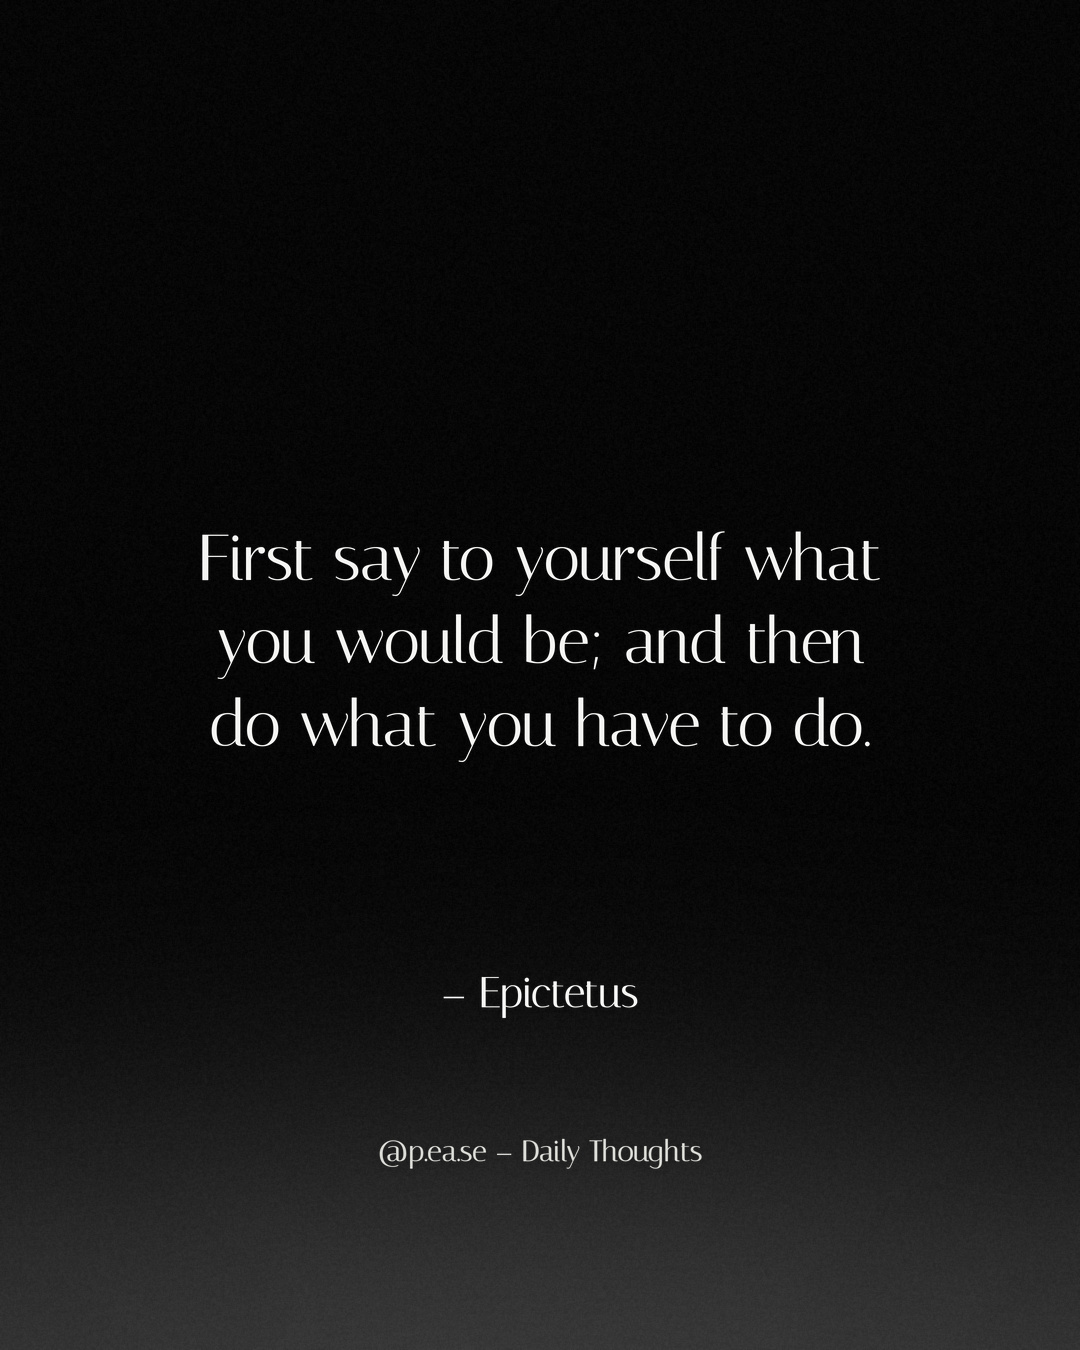 First say to yourself what
you would be; and then
do what you have to do.
– Epictetus
@p.ea.se – Daily Thoughts